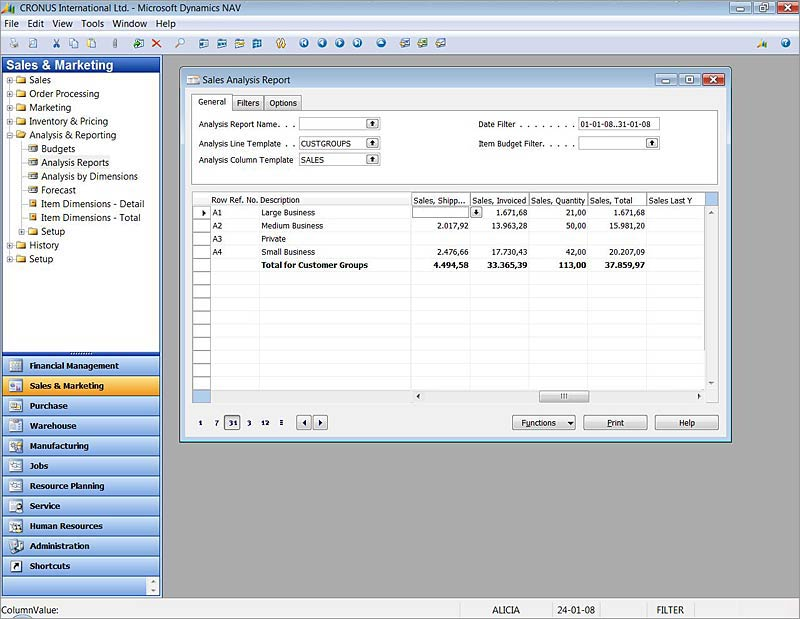 CRONUS International Ltd. - Microsoft Dynamics NAV
File Edit View Tools Window Help
Sales & Marketing
Sales
Order Processing
Marketing
Inventory & Pricing
Analysis & Reporting
Budgets
Analysis Reports
Analysis by Dimensions
Forecast
Item Dimensions - Detail
Item Dimensions - Total
Setup
History
Setup
Financial Management
Sales & Marketing
Purchase
Warehouse
Manufacturing
Jobs
Resource Planning
Service
Human Resources
Administration
Shortcuts
Sales Analysis Report
General Filters Options
Analysis Report Name. . .
Date Filter . . . . . . . . 01-01-08..31-01-08
Analysis Line Template . . CUSTGROUPS
Item Budget Filter. . . . .
Analysis Column Template SALES
Row Ref. No. Description Sales, Shipp... Sales, Invoiced Sales, Quantity Sales, Total Sales Last Y
A1 Large Business 1.671,68 21,00 1.671,68
A2 Medium Business 2.017,92 13.963,28 50,00 15.981,20
A3 Private
A4 Small Business 2.476,66 17.730,43 42,00 20.207,09
Total for Customer Groups 4.494,58 33.365,39 113,00 37.859,97
1 7 31 3 12
Functions Print Help
ColumnValue: ALICIA 24-01-08 FILTER